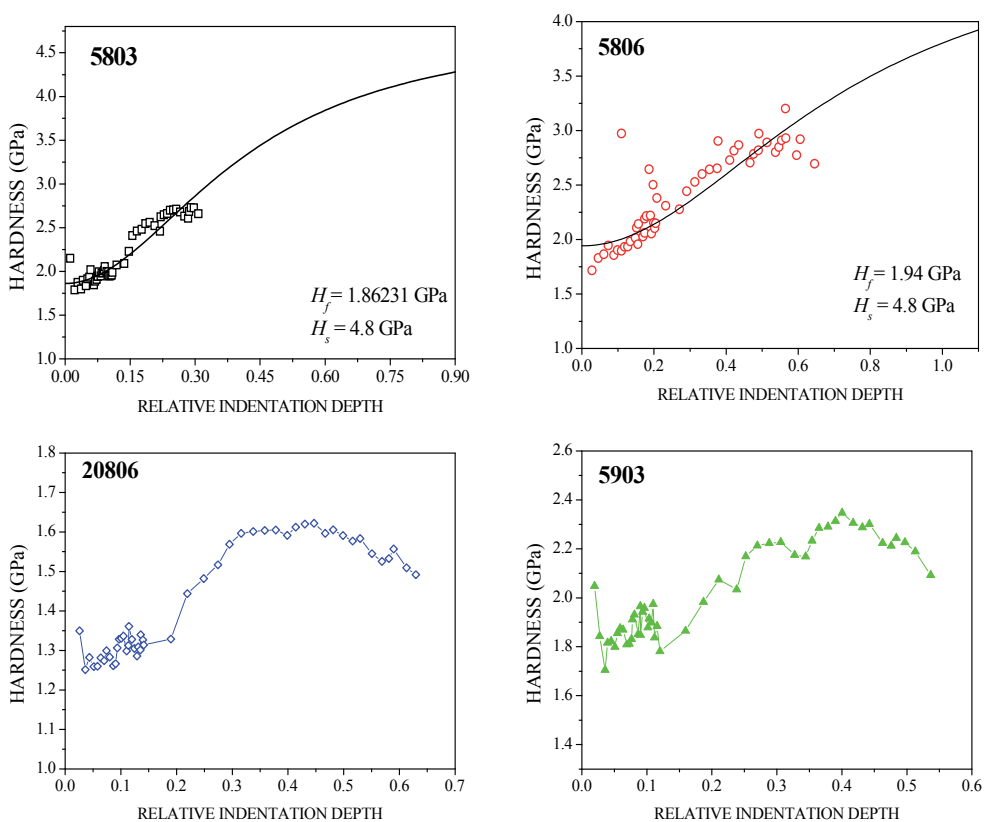 5803
HARDNESS (GPa)
4.5
4.0
3.5
3.0
2.5
2.0
1.5
1.0
H_f = 1.86231 GPa
H_s = 4.8 GPa
0.00 0.15 0.30 0.45 0.60 0.75 0.90
RELATIVE INDENTATION DEPTH
5806
HARDNESS (GPa)
4.0
3.5
3.0
2.5
2.0
1.5
1.0
H_f = 1.94 GPa
H_s = 4.8 GPa
0.0 0.2 0.4 0.6 0.8 1.0
RELATIVE INDENTATION DEPTH
20806
HARDNESS (GPa)
1.8
1.7
1.6
1.5
1.4
1.3
1.2
1.1
1.0
0.0 0.1 0.2 0.3 0.4 0.5 0.6 0.7
RELATIVE INDENTATION DEPTH
5903
HARDNESS (GPa)
2.6
2.4
2.2
2.0
1.8
1.6
1.4
0.0 0.1 0.2 0.3 0.4 0.5 0.6
RELATIVE INDENTATION DEPTH